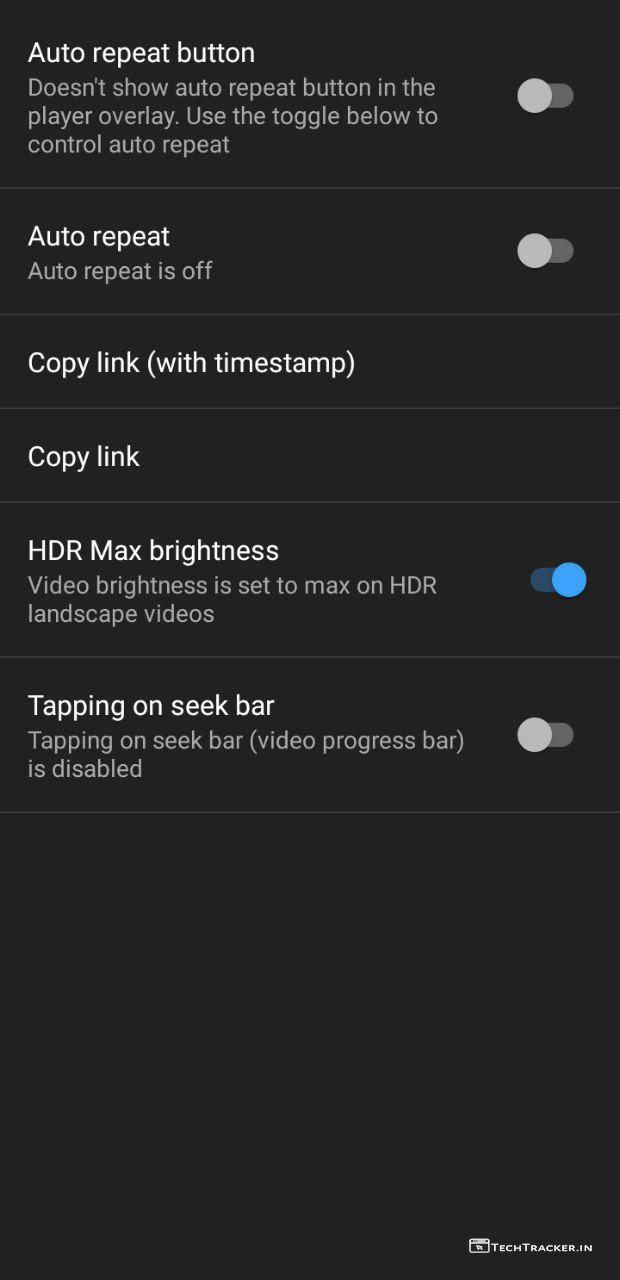 Auto repeat button
Doesn't show auto repeat button in the
player overlay. Use the toggle below to
control auto repeat
Auto repeat
Auto repeat is off
Copy link (with timestamp)
Copy link
HDR Max brightness
Video brightness is set to max on HDR
landscape videos
Tapping on seek bar
Tapping on seek bar (video progress bar)
is disabled
TECHTRACKER.IN